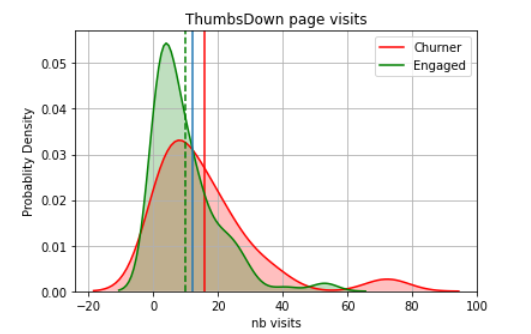 ThumbsDown page visits
Churner
Engaged
Probablity Density
0.05
0.04
0.03
0.02
0.01
0.00
−20
0
20
40
60
80
100
nb visits